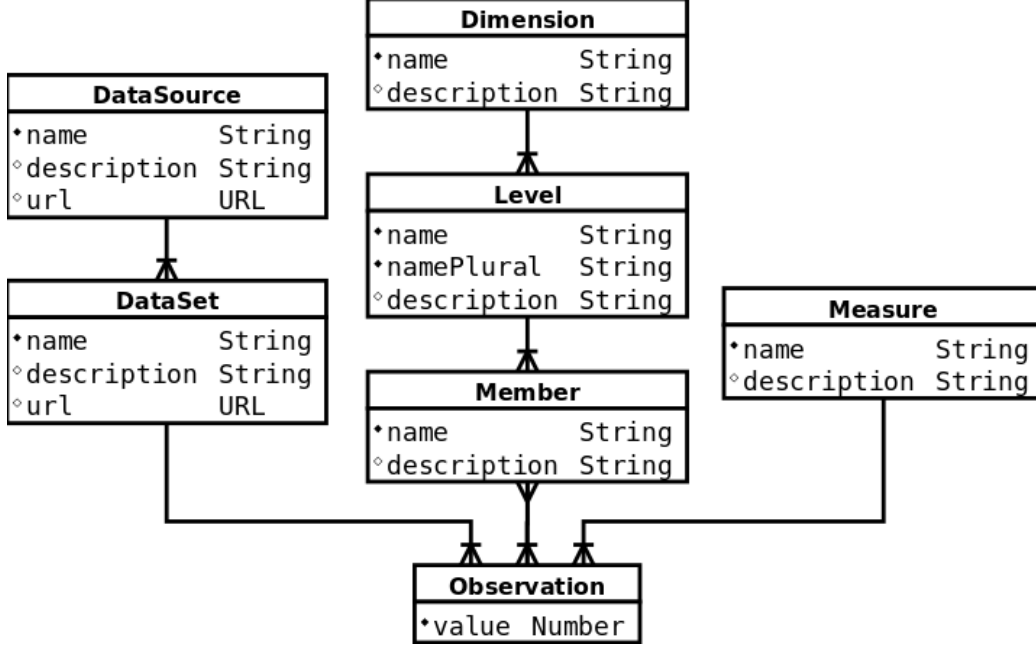 Dimension
name String
description String
DataSource
name String
description String
url URL
Level
name String
namePlural String
description String
DataSet
name String
description String
url URL
Measure
name String
description String
Member
name String
description String
Observation
value Number